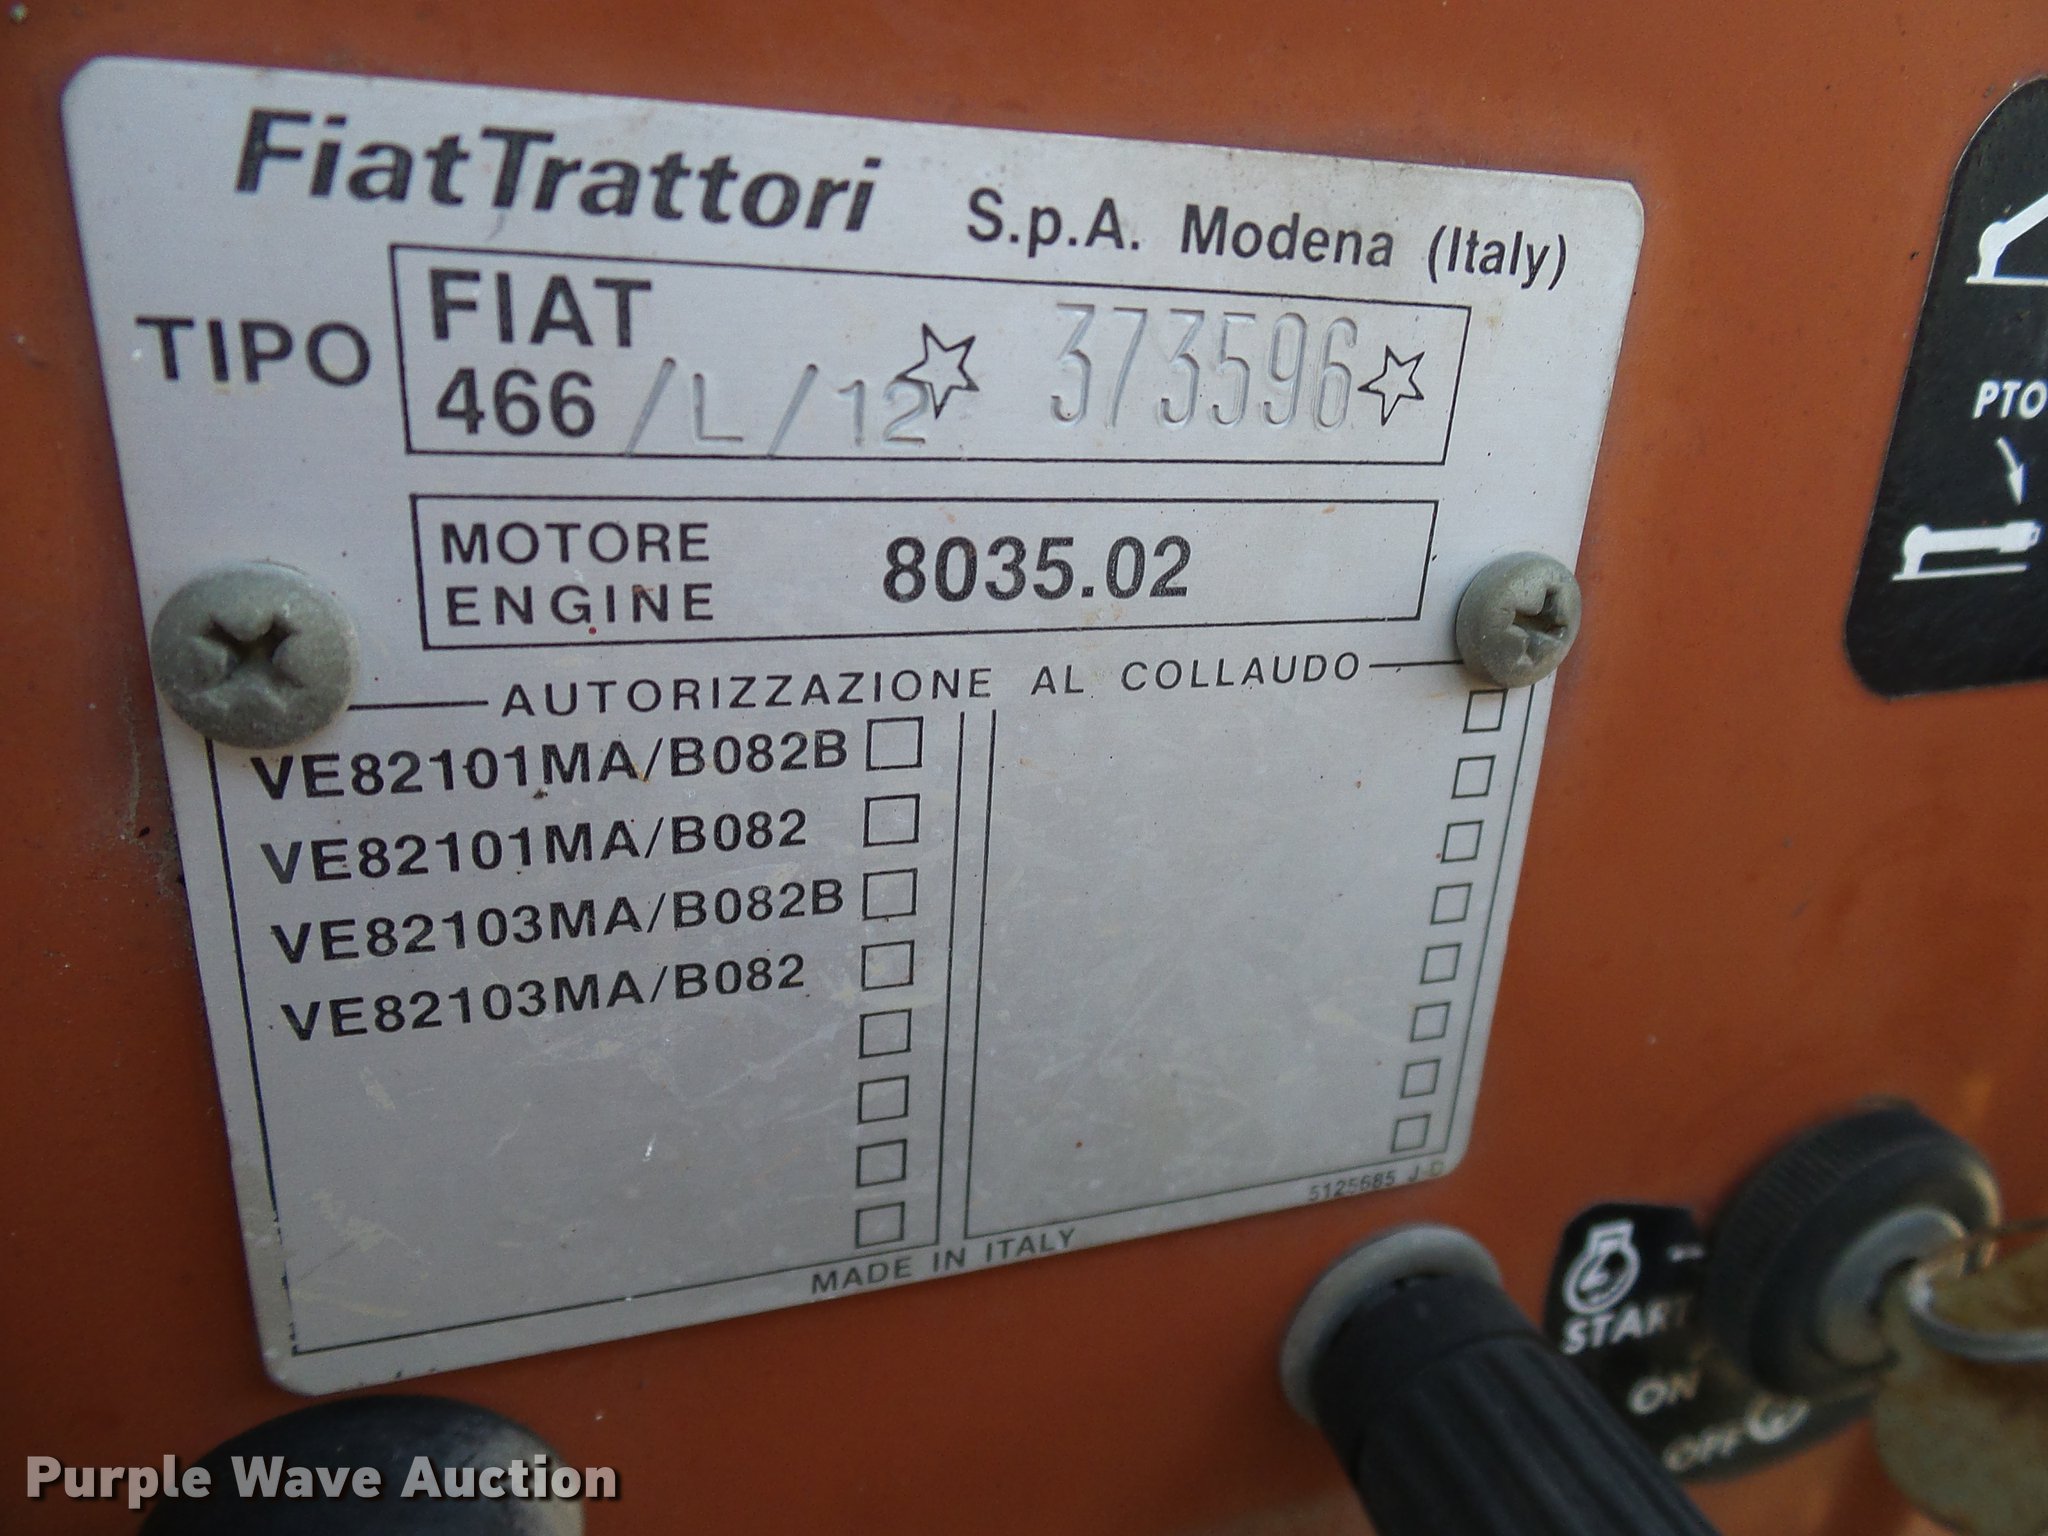 FiatTrattori S.p.A. Modena (Italy)
TIPO
FIAT
466/L/12 373596
MOTORE
ENGINE
8035.02
AUTORIZZAZIONE AL COLLAUDO
VE82101MA/B082B
VE82101MA/B082
VE82103MA/B082B
VE82103MA/B082
5125685 J-D
MADE IN ITALY
PTO
START
ON
OFF
Purple Wave Auction